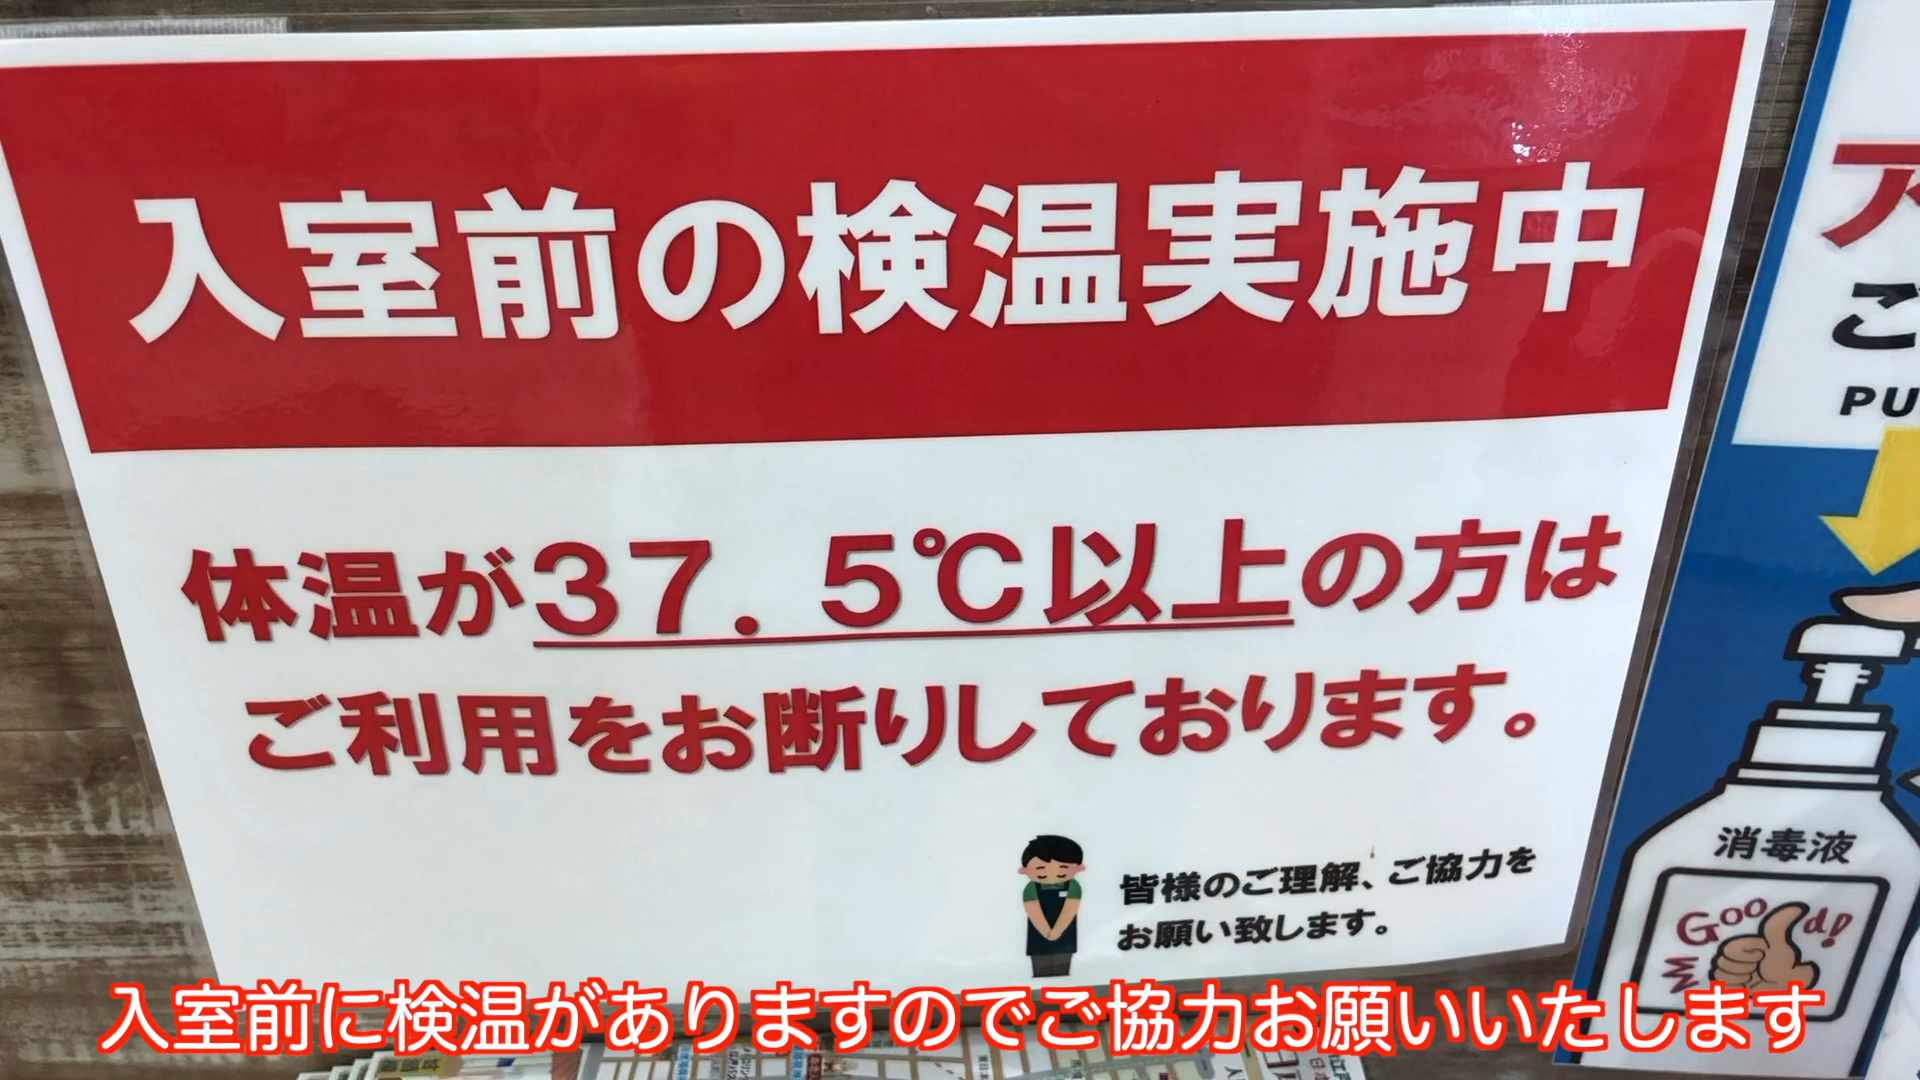 入室前の検温実施中
体温が37.5℃以上の方は
ご利用をお断りしております。
皆様のご理解、ご協力を
お願い致します。
ご
PU
消毒液
Good!
入室前に検温がありますのでご協力お願いいたします